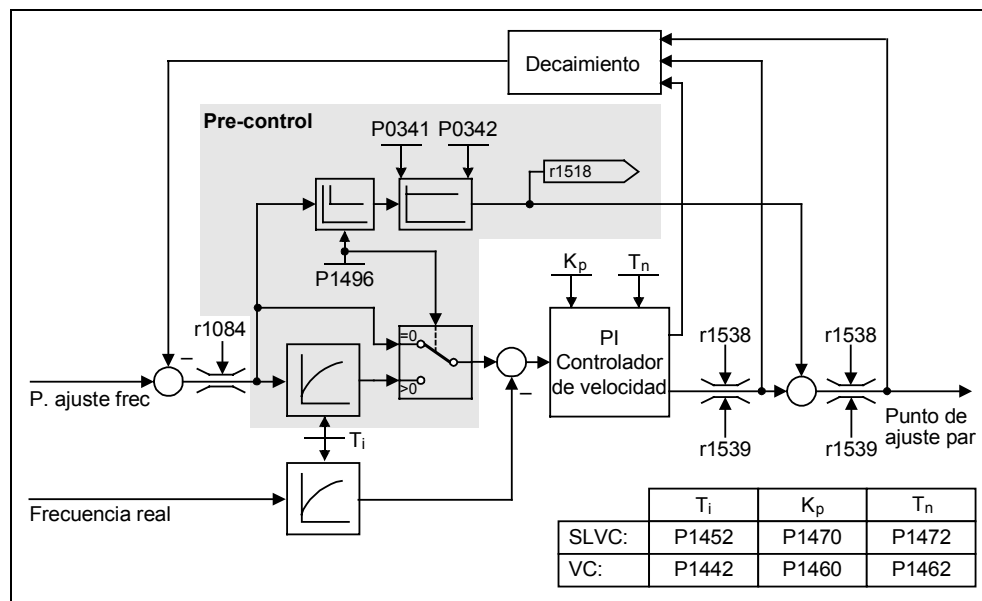 Decaimiento
Pre-control
P0341 P0342
r1518
P1496
Kp Tn
r1084
=0
>0
–
–
PI
Controlador
de velocidad
r1538 r1538
P. ajuste frec
r1539 r1539
Punto de
ajuste par
Ti
Frecuencia real
Ti Kp Tn
SLVC: P1452 P1470 P1472
VC: P1442 P1460 P1462